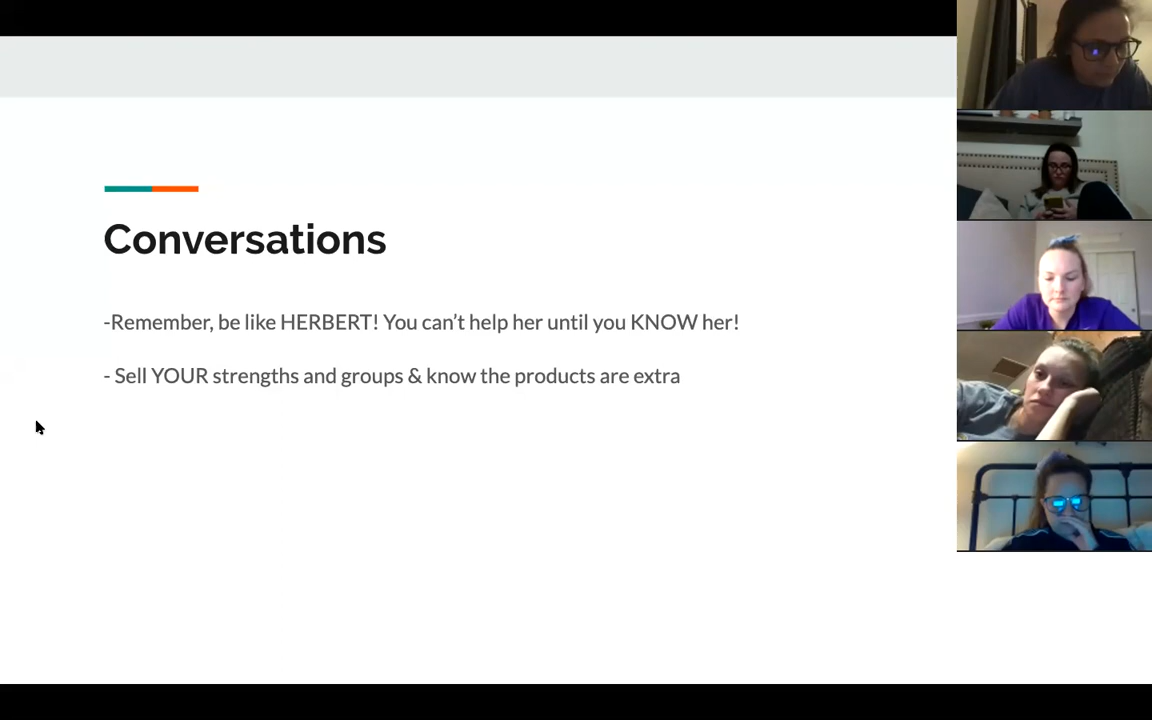 Conversations
-Remember, be like HERBERT! You can’t help her until you KNOW her!
- Sell YOUR strengths and groups & know the products are extra